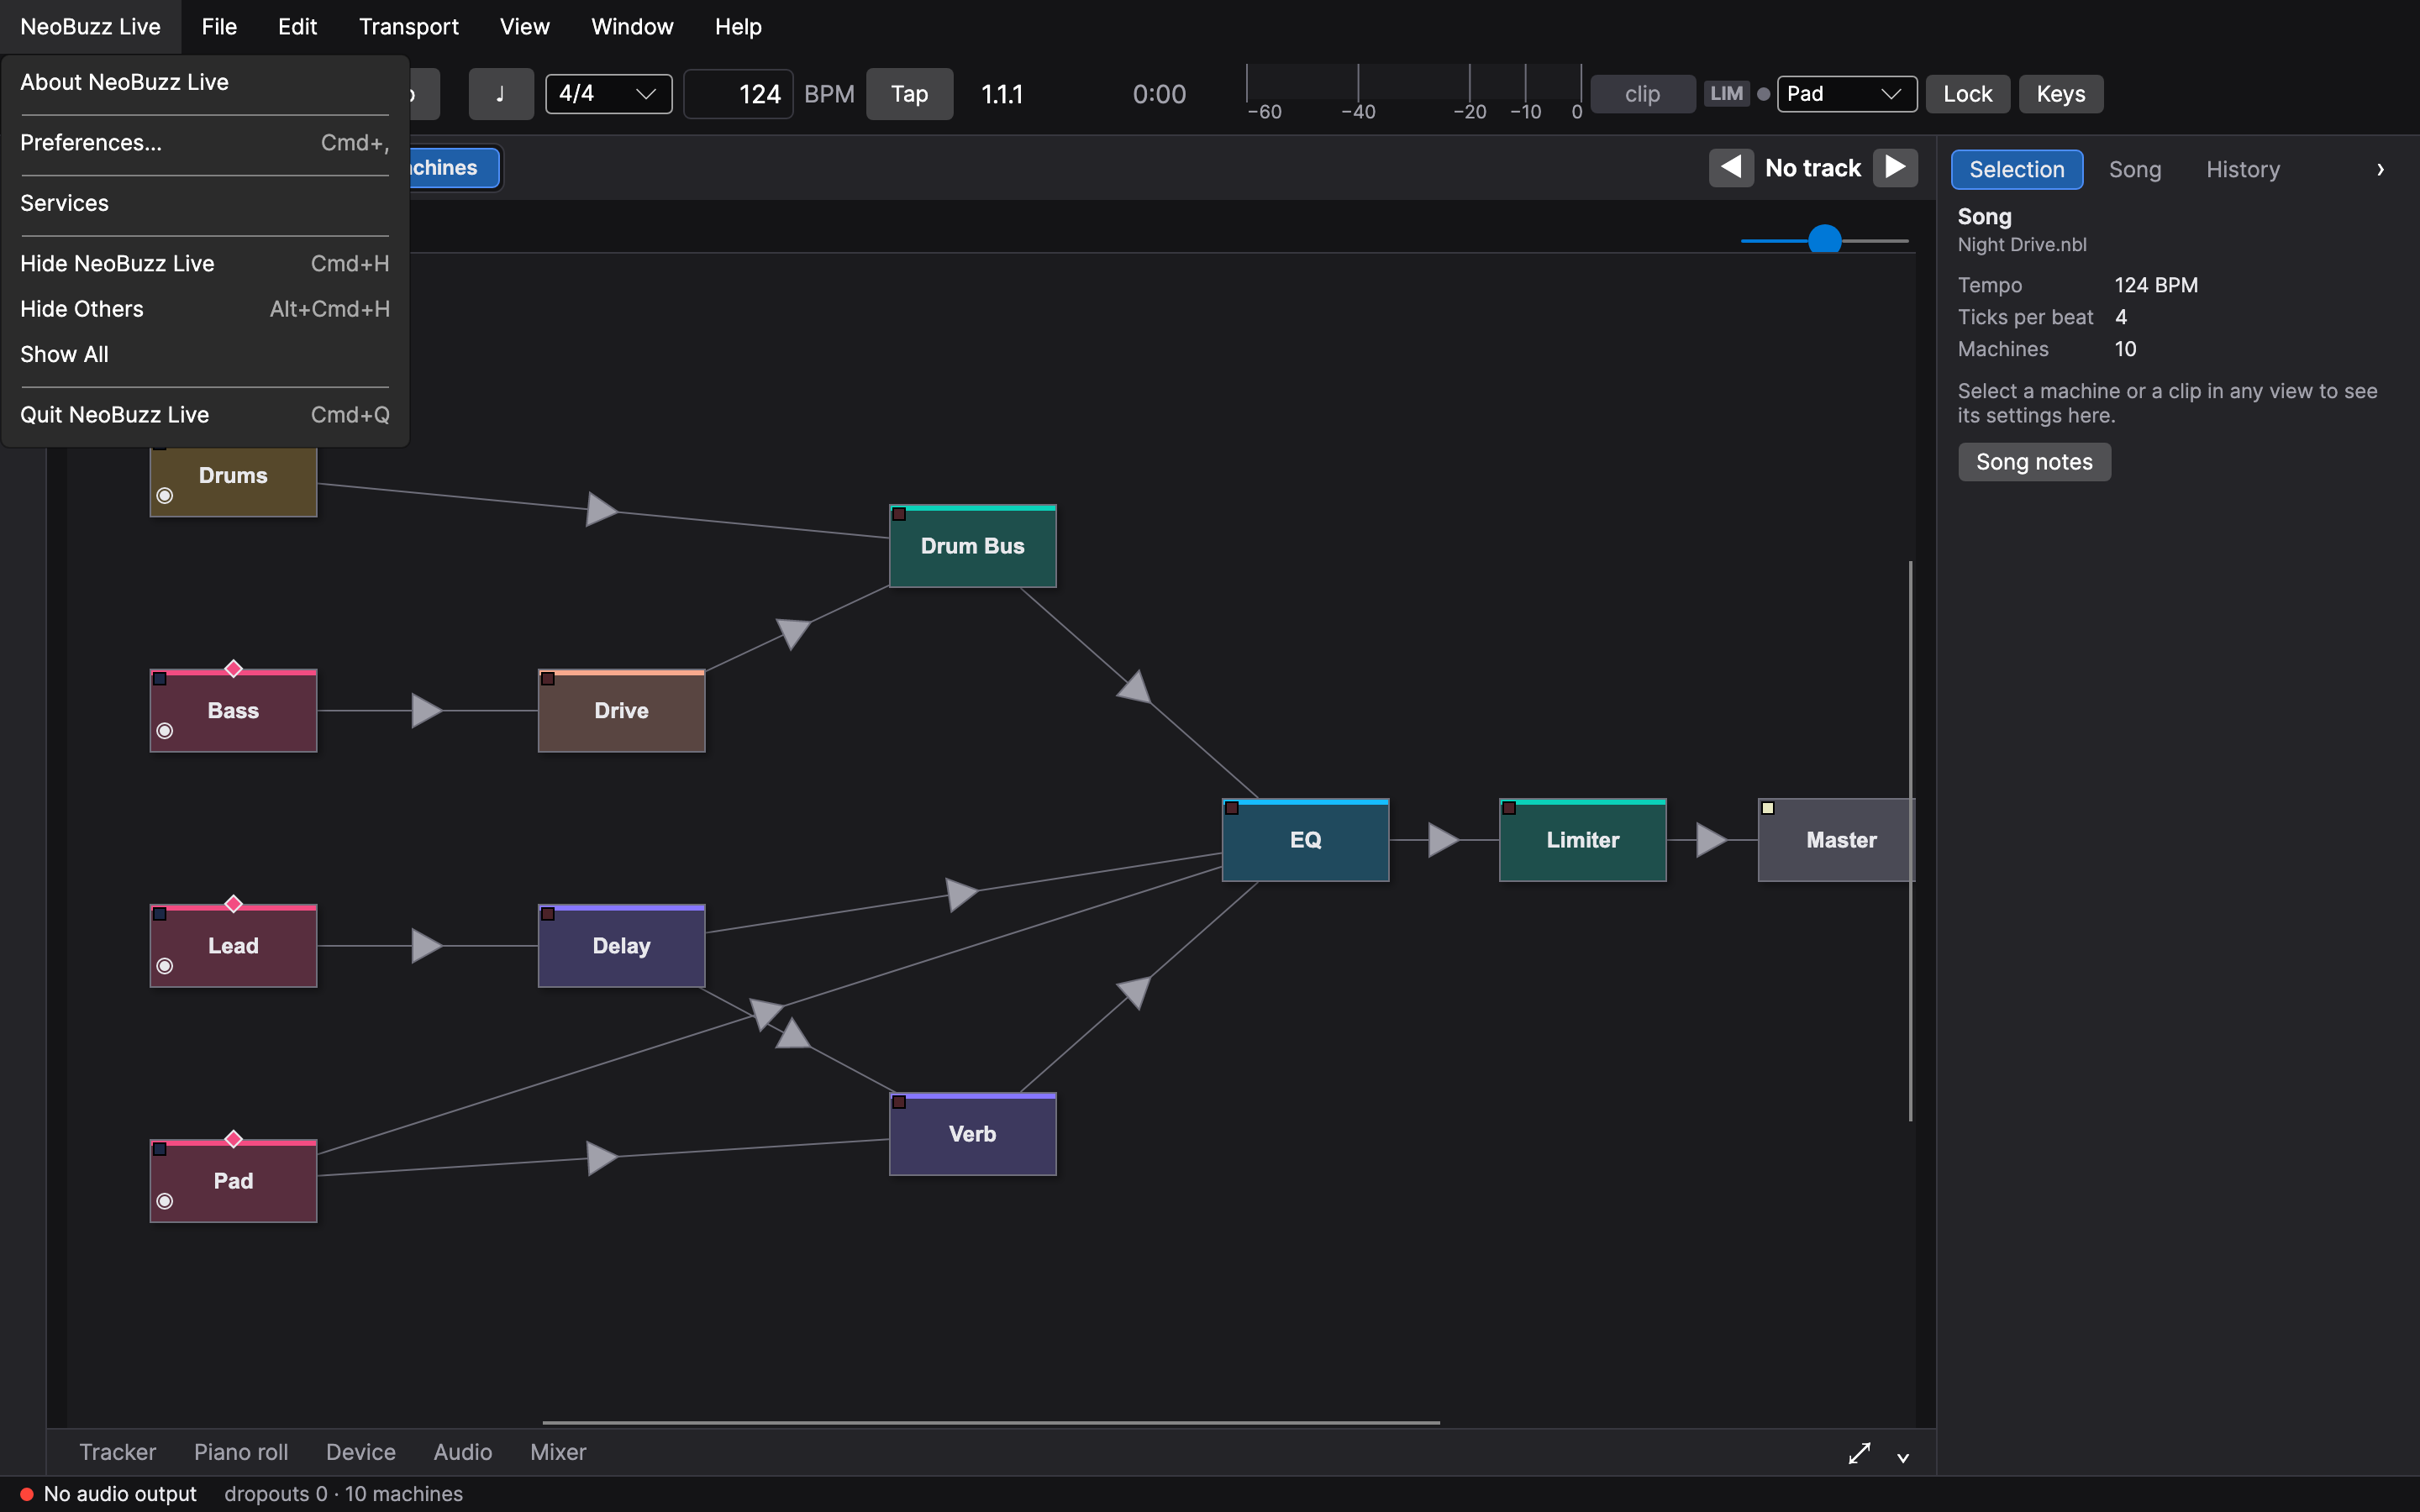 NeoBuzz Live File Edit Transport View Window Help
About NeoBuzz Live
Preferences... Cmd+,
Services
Hide NeoBuzz Live Cmd+H
Hide Others Alt+Cmd+H
Show All
Quit NeoBuzz Live Cmd+Q
4/4 124 BPM Tap 1.1.1 0:00
−60 −40 −20 −10 0
clip LIM Pad Lock Keys
No track
Selection Song History
Song
Night Drive.nbl
Tempo 124 BPM
Ticks per beat 4
Machines 10
Select a machine or a clip in any view to see
its settings here.
Song notes
Drums
Drum Bus
Bass
Drive
EQ
Limiter
Master
Lead
Delay
Verb
Pad
Tracker Piano roll Device Audio Mixer
No audio output dropouts 0 · 10 machines